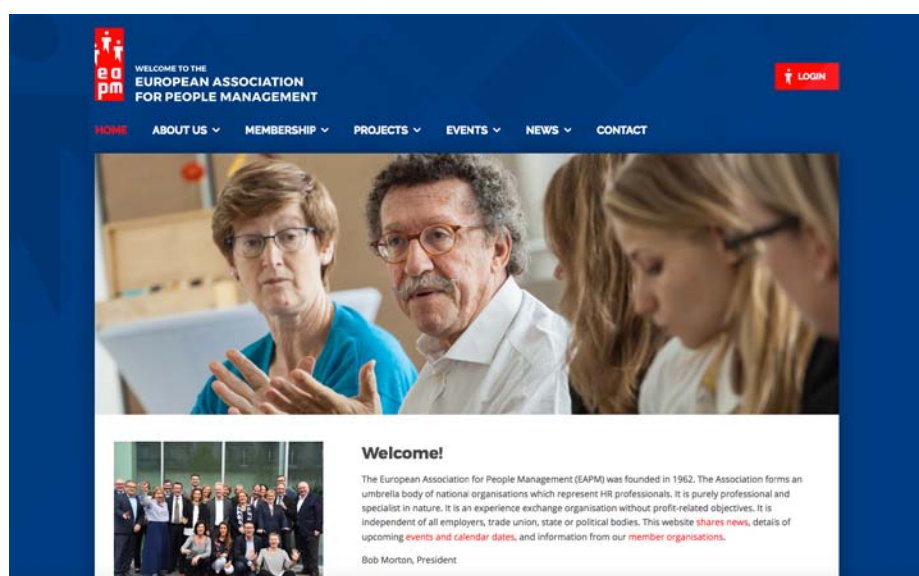 ea
pm
WELCOME TO THE
EUROPEAN ASSOCIATION
FOR PEOPLE MANAGEMENT
LOGIN
HOME ABOUT US MEMBERSHIP PROJECTS EVENTS NEWS CONTACT
Welcome!
The European Association for People Management (EAPM) was founded in 1962. The Association forms an
umbrella body of national organisations which represent HR professionals. It is purely professional and
specialist in nature. It is an experience exchange organisation without profit-related objectives. It is
independent of all employers, trade union, state or political bodies. This website shares news, details of
upcoming events and calendar dates, and information from our member organisations.
Bob Morton, President